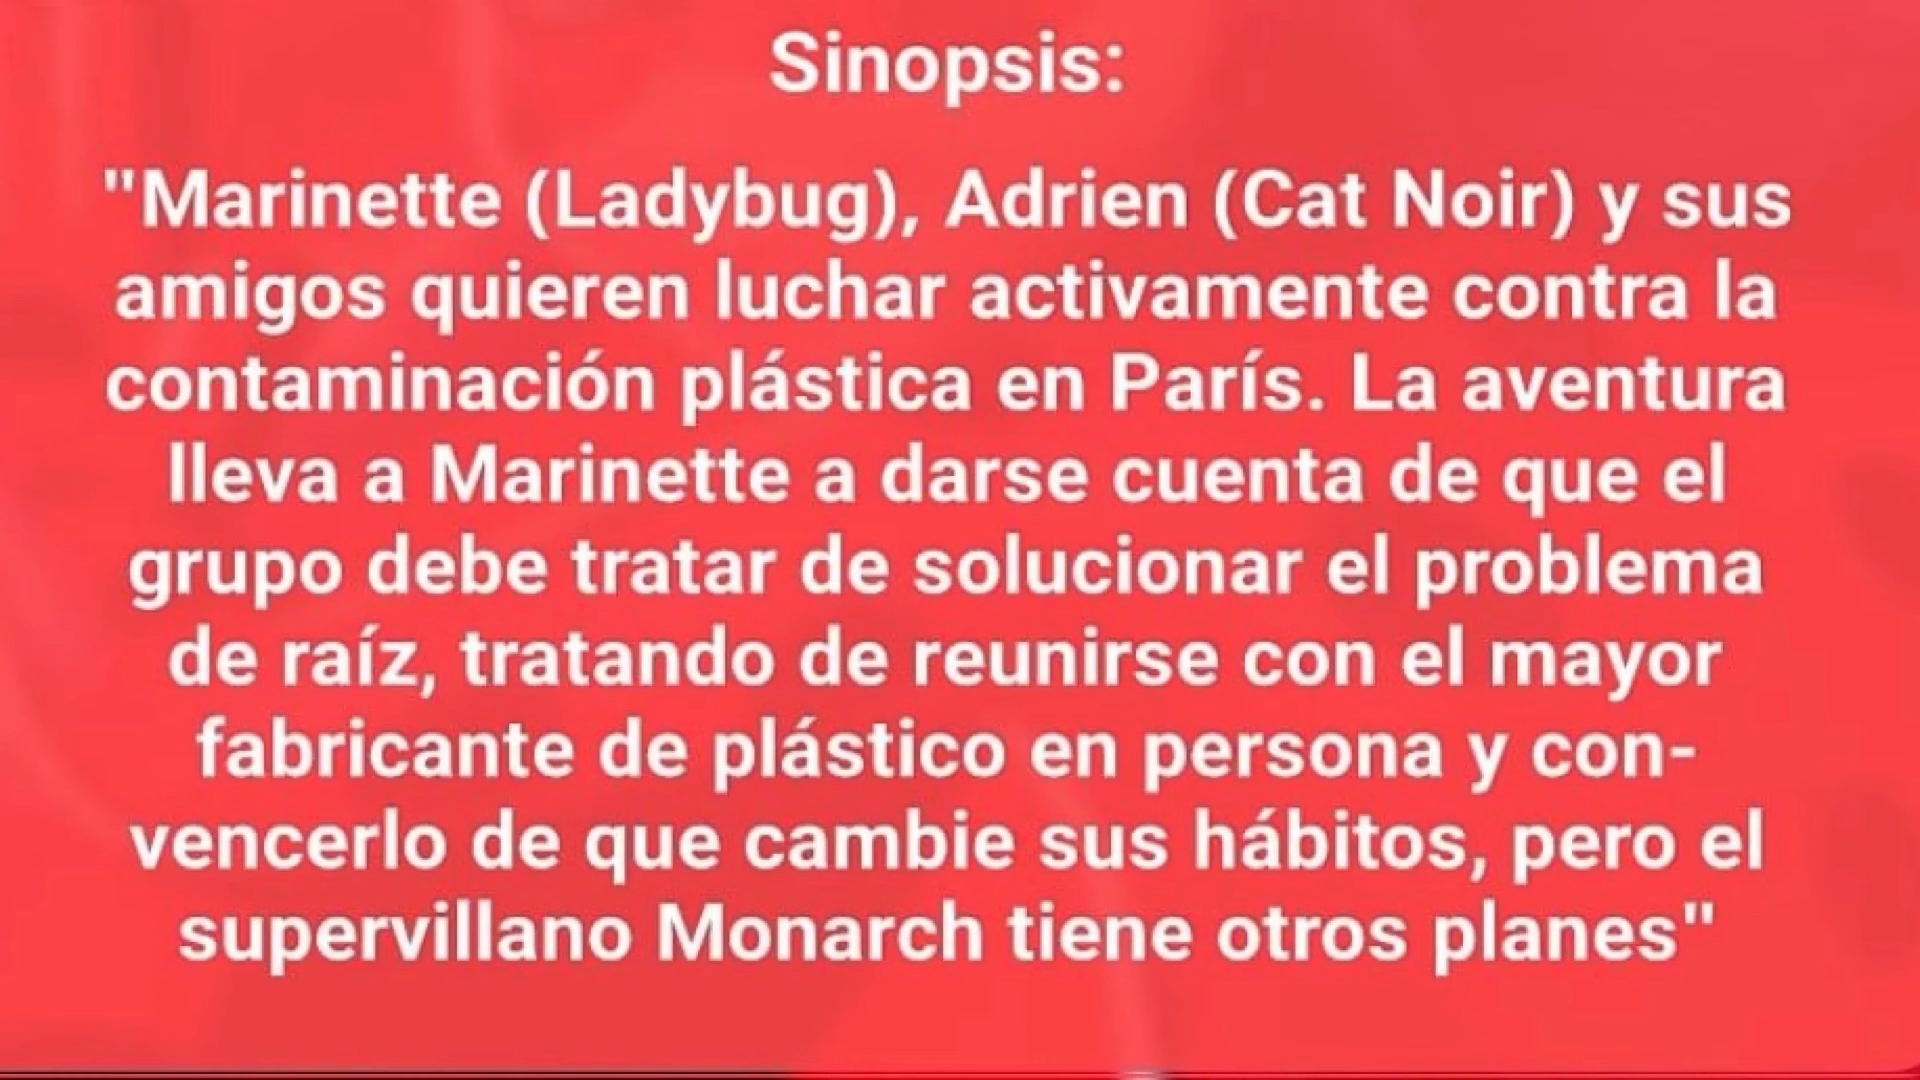 Sinopsis:
"Marinette (Ladybug), Adrien (Cat Noir) y sus
amigos quieren luchar activamente contra la
contaminación plástica en París. La aventura
lleva a Marinette a darse cuenta de que el
grupo debe tratar de solucionar el problema
de raíz, tratando de reunirse con el mayor
fabricante de plástico en persona y con-
vencerlo de que cambie sus hábitos, pero el
supervillano Monarch tiene otros planes"